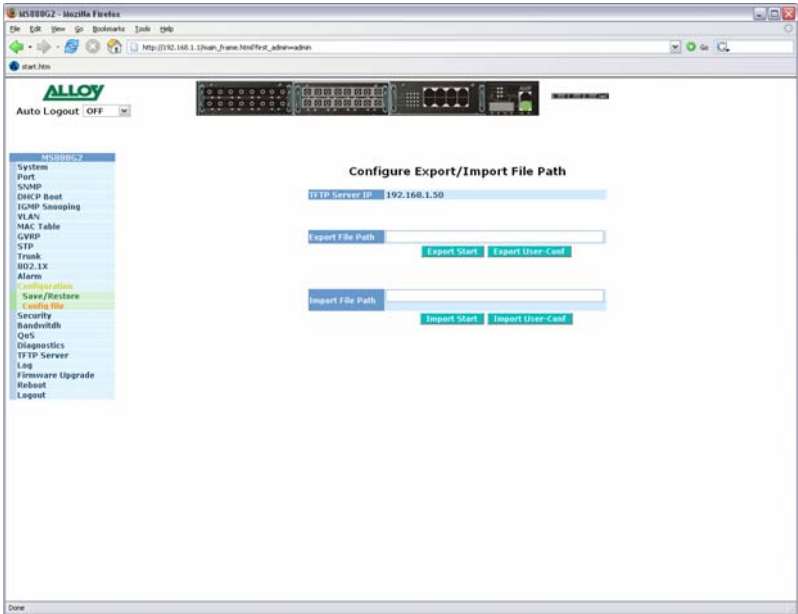 MS888G2 - Mozilla Firefox
File Edit View Go Bookmarks Tools Help
http://192.168.1.1/main_frame.html?first_admin=admin Go
start.htm
ALLOY
Auto Logout OFF
MS888G2
System
Port
SNMP
DHCP Boot
IGMP Snooping
VLAN
MAC Table
GVRP
STP
Trunk
802.1X
Alarm
Configuration
Save/Restore
Config file
Security
Bandwitdh
QoS
Diagnostics
TFTP Server
Log
Firmware Upgrade
Reboot
Logout
Configure Export/Import File Path
TFTP Server IP 192.168.1.50
Export File Path
Export Start Export User-Conf
Import File Path
Import Start Import User-Conf
Done